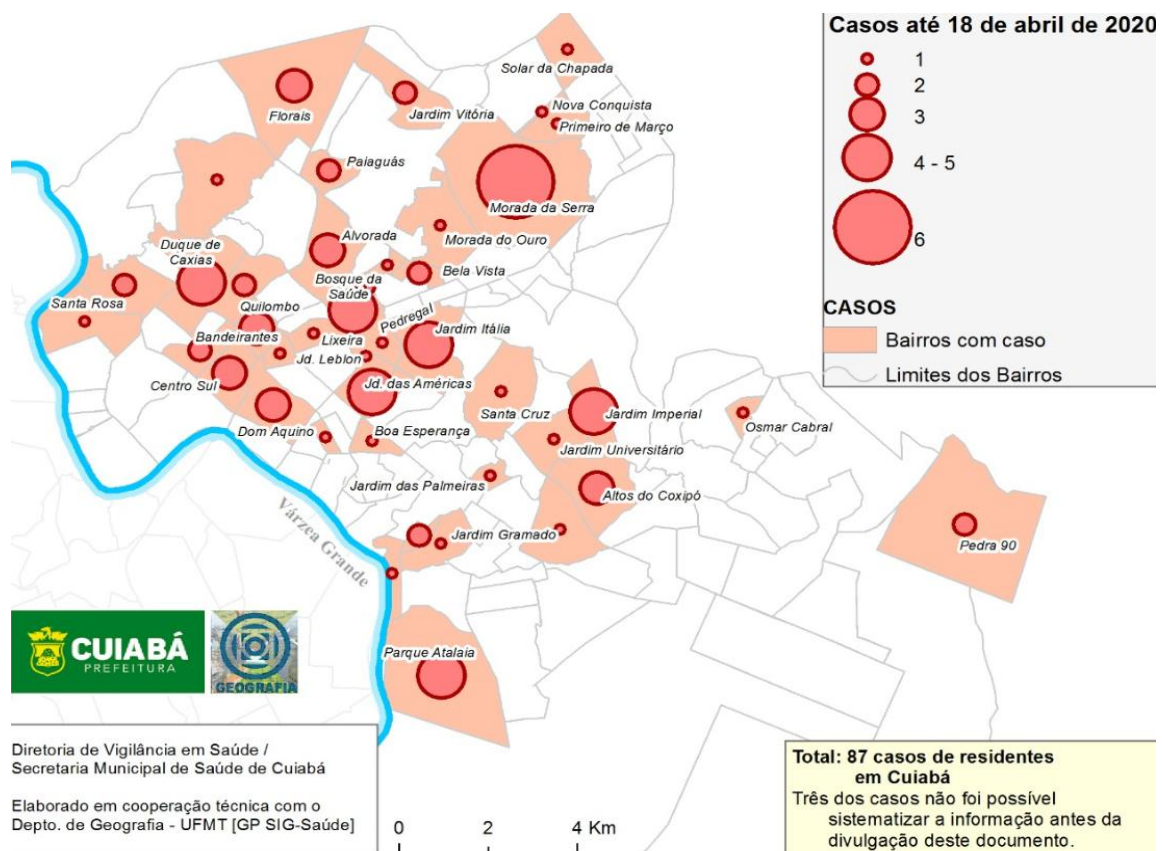 Casos até 18 de abril de 2020
1
2
3
4 - 5
6
CASOS
Bairros com caso
Limites dos Bairros
Solar da Chapada
Florais
Jardim Vitória
Nova Conquista
Primeiro de Março
Paiaguás
Morada da Serra
Morada do Ouro
Alvorada
Duque de
Caxias
Bela Vista
Bosque da
Saúde
Santa Rosa
Quilombo
Pedregal
Bandeirantes
Lixeira
Jardim Itália
Jd. Leblon
Centro Sul
Jd. das Américas
Santa Cruz
Jardim Imperial
Osmar Cabral
Dom Aquino
Boa Esperança
Jardim Universitário
Jardim das Palmeiras
Altos do Coxipó
Várzea Grande
Jardim Gramado
Pedra 90
Parque Atalaia
CUIABÁ
PREFEITURA
GEOGRAFIA
Diretoria de Vigilância em Saúde /
Secretaria Municipal de Saúde de Cuiabá
Elaborado em cooperação técnica com o
Depto. de Geografia - UFMT [GP SIG-Saúde]
0 2 4 Km
Total: 87 casos de residentes
em Cuiabá
Três dos casos não foi possível
sistematizar a informação antes da
divulgação deste documento.